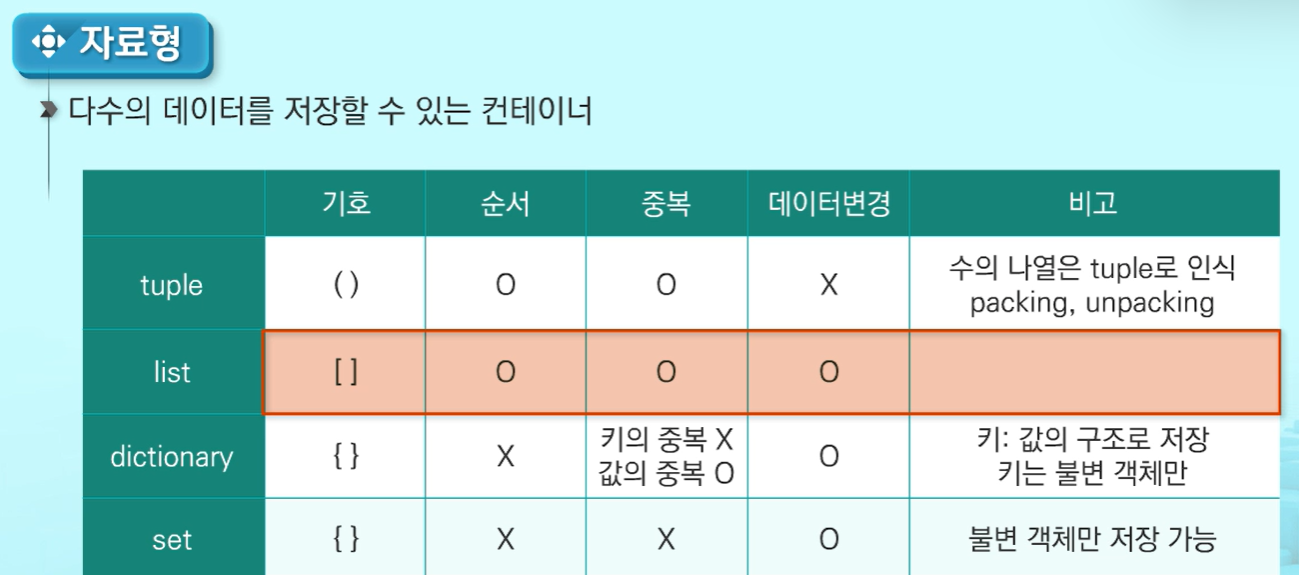 자료형
다수의 데이터를 저장할 수 있는 컨테이너
기호 순서 중복 데이터변경 비고
tuple ( ) O O X 수의 나열은 tuple로 인식
packing, unpacking
list [ ] O O O
dictionary { } X 키의 중복 X O 키: 값의 구조로 저장
값의 중복 O 키는 불변 객체만
set { } X X O 불변 객체만 저장 가능